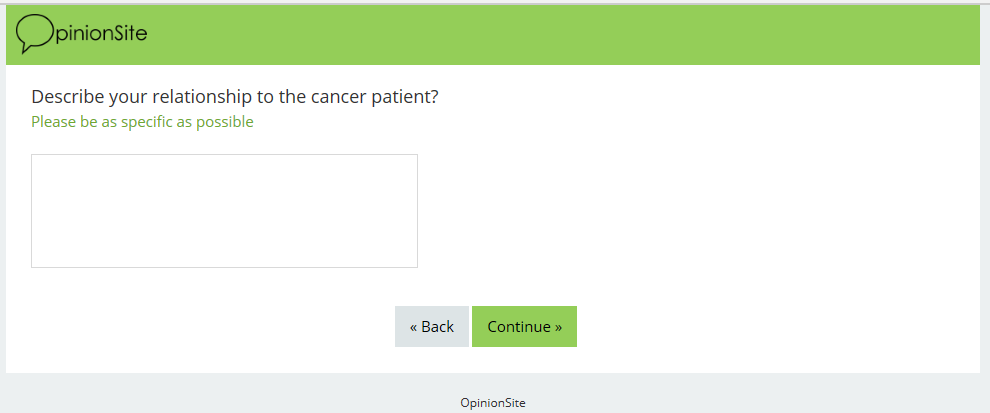 OpinionSite
Describe your relationship to the cancer patient?
Please be as specific as possible
« Back
Continue »
OpinionSite